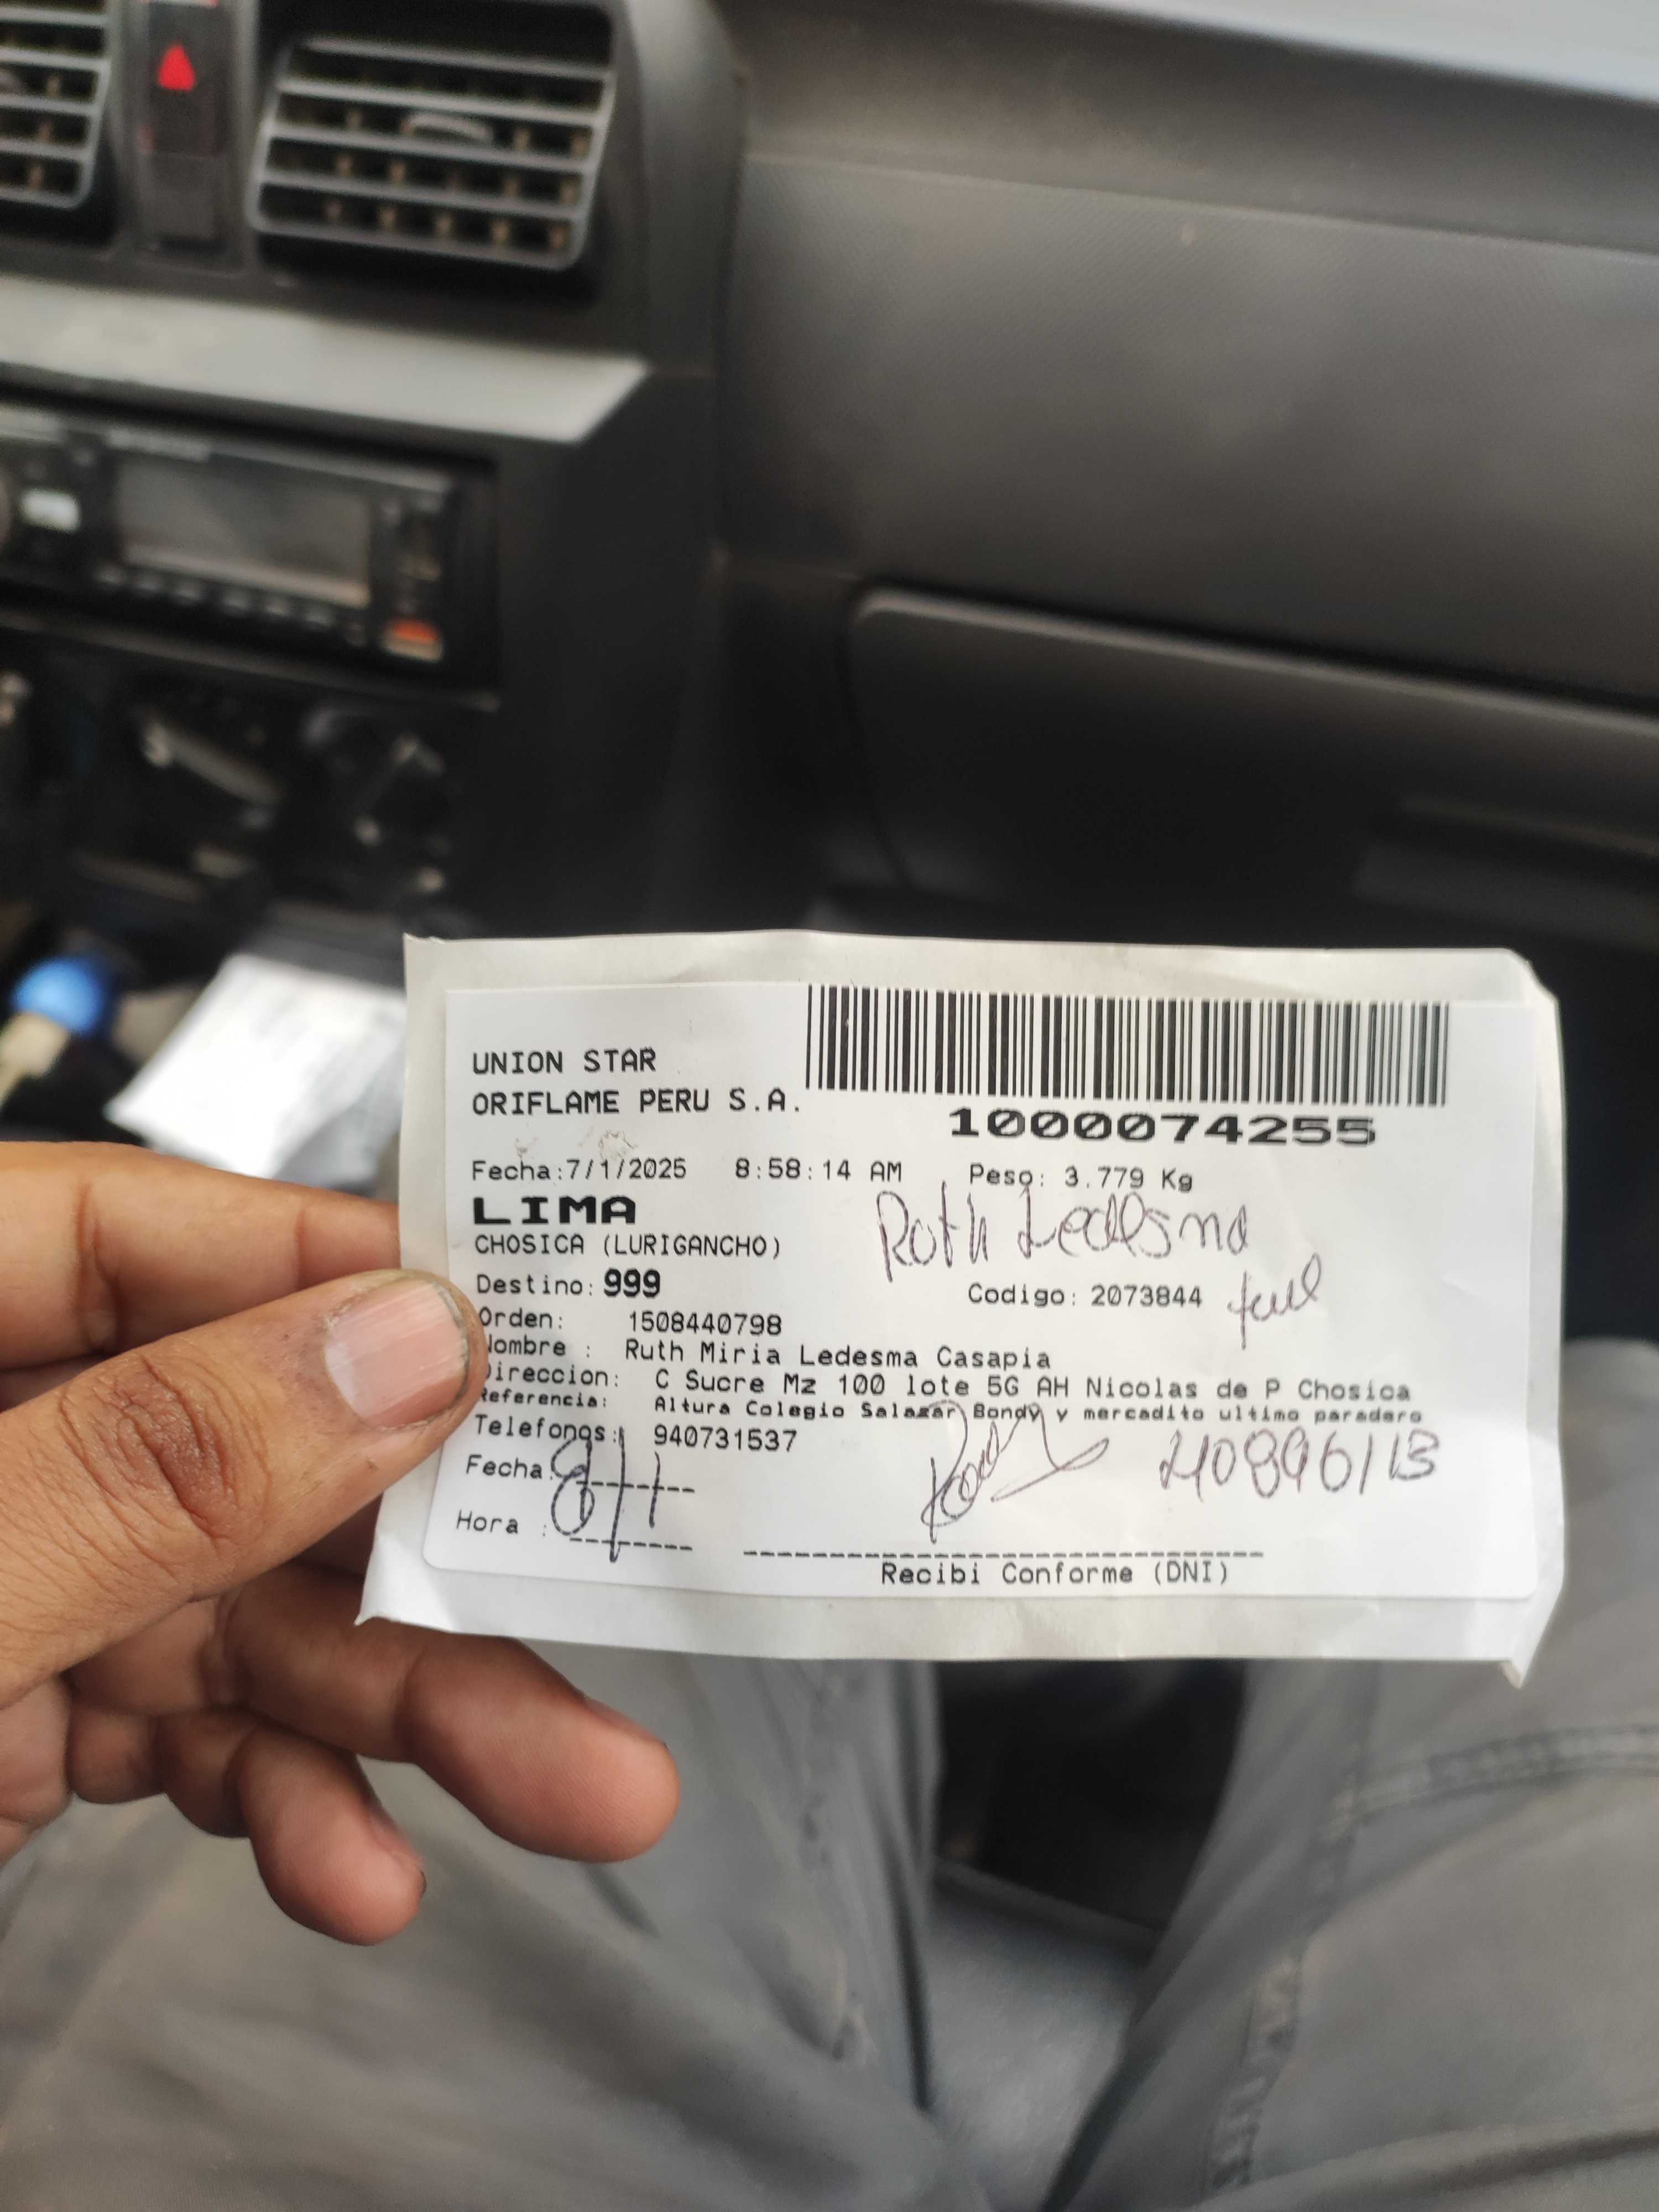 UNION STAR
ORIFLAME PERU S.A.
1000074255
Fecha:7/1/2025 8:58:14 AM Peso: 3.779 Kg
LIMA
Ruth Ledesma
CHOSICA (LURIGANCHO)
Destino: 999
Codigo: 2073844
Orden: 1508440798
Nombre : Ruth Miria Ledesma Casapia
Direccion: C Sucre Mz 100 lote 5G AH Nicolas de P Chosica
Referencia: Altura Colegio Salazar Bondy y mercadito ultimo paradero
Telefonos: 940731537
Fecha: 8/1
Hora :
Recibi Conforme (DNI)